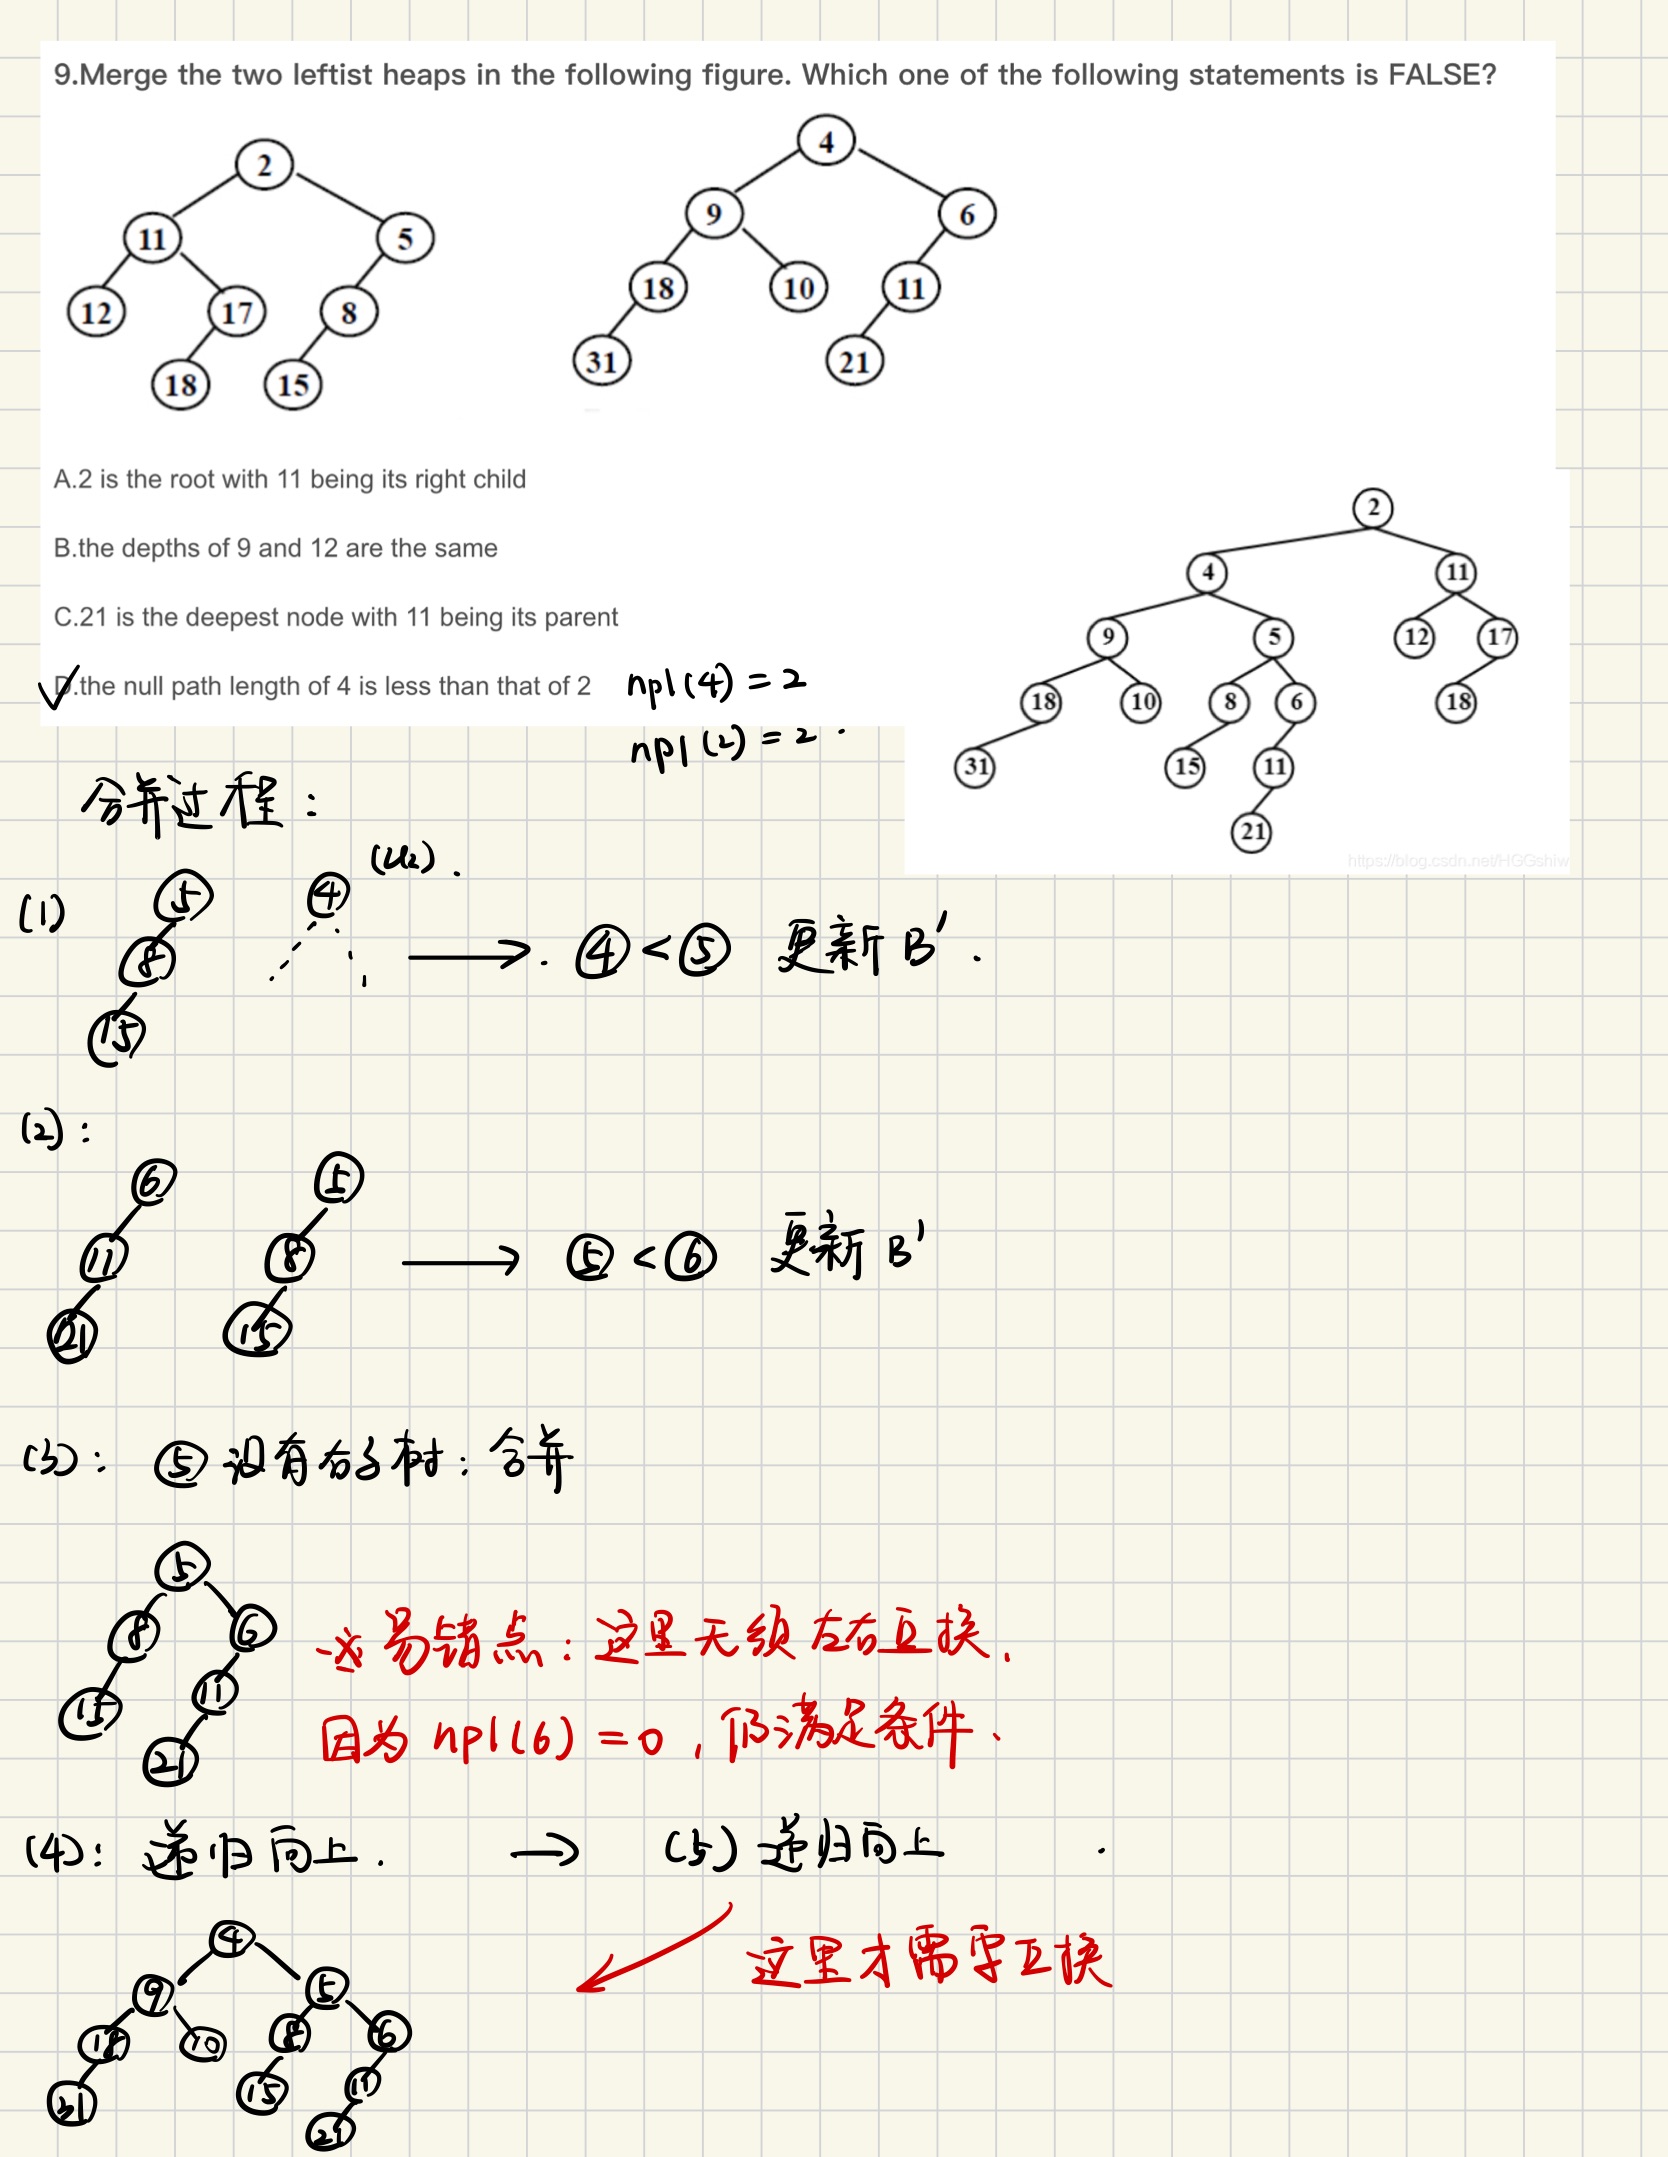 9.Merge the two leftist heaps in the following figure. Which one of the following statements is FALSE?
2
11 5
12 17 8
18 15
4
9 6
18 10 11
31 21
A.2 is the root with 11 being its right child
B.the depths of 9 and 12 are the same
C.21 is the deepest node with 11 being its parent
D.the null path length of 4 is less than that of 2
npl(4) = 2
npl(2) = 2
2
4 11
9 5 12 17
18 10 8 6 18
31 15 11
21
https://blog.csdn.net/HGGshiw
合并过程:
(1)
5 4
8
15
④ < ⑤ 更新 B'.
(2):
6 5
11 8
21 15
⑤ < ⑥ 更新 B'
(3): ⑤ 没有右子树: 合并
5
8 6
15 11
21
※ 易错点: 这里无须左右互换.
因为 npl(6) = 0, 仍满足条件.
(4): 递归向上. → (5) 递归向上
这里才需要互换
4
9 5
18 10 8 6
31 15 11
21